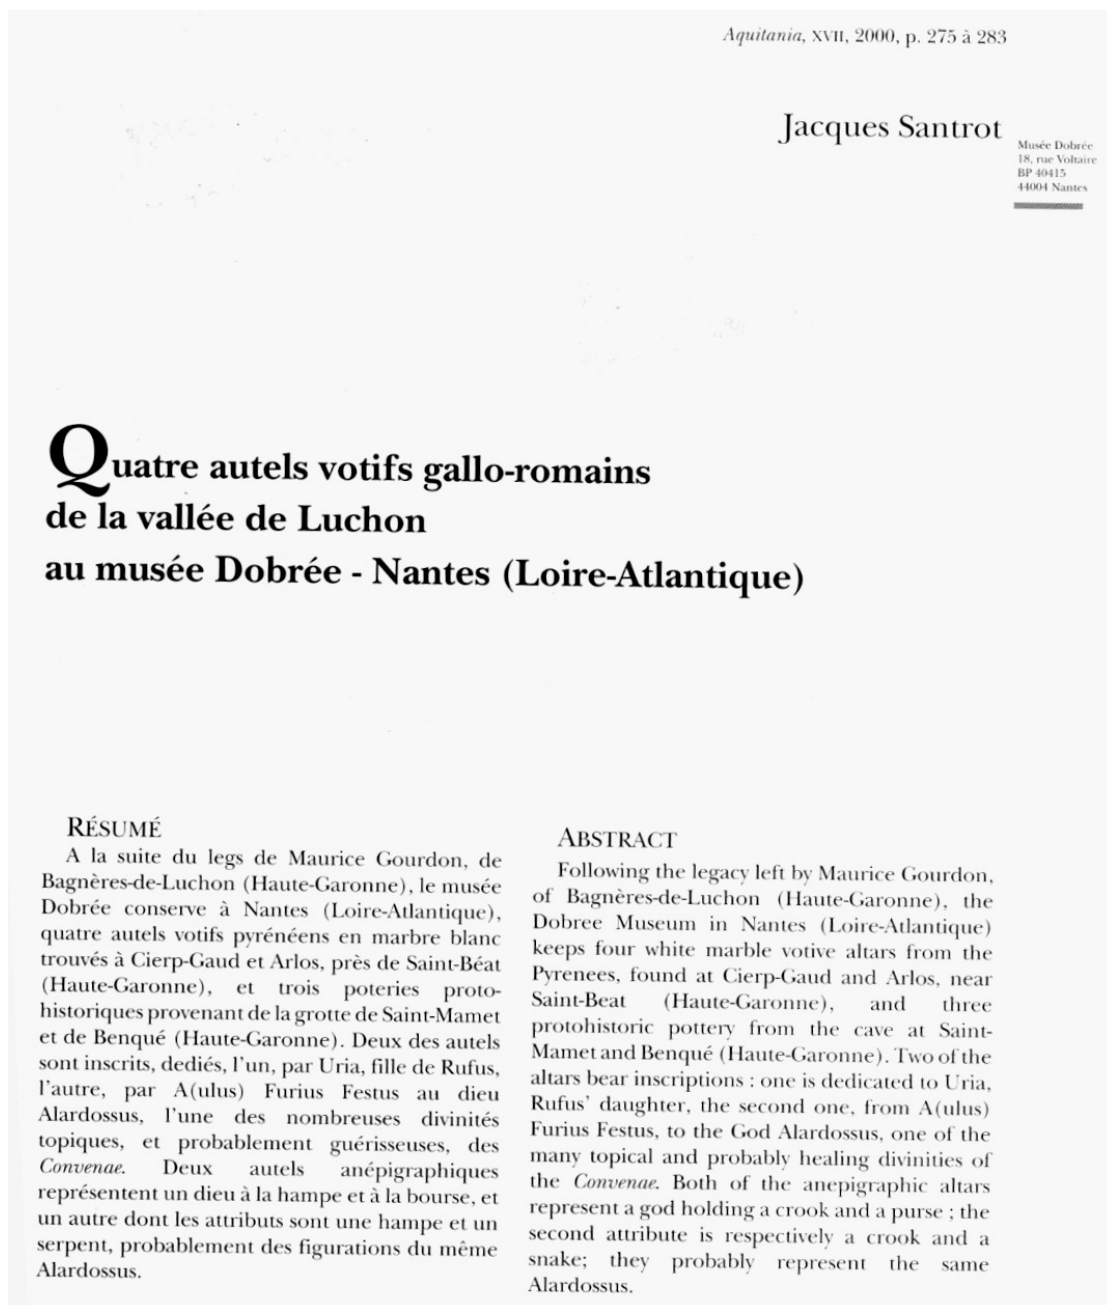 Aquitania, XVII, 2000, p. 275 à 283
Jacques Santrot
Musée Dobrée
18, rue Voltaire
BP 40415
44004 Nantes
Quatre autels votifs gallo-romains
de la vallée de Luchon
au musée Dobrée - Nantes (Loire-Atlantique)
RÉSUMÉ
A la suite du legs de Maurice Gourdon, de
Bagnères-de-Luchon (Haute-Garonne), le musée
Dobrée conserve à Nantes (Loire-Atlantique),
quatre autels votifs pyrénéens en marbre blanc
trouvés à Cierp-Gaud et Arlos, près de Saint-Béat
(Haute-Garonne), et trois poteries proto-
historiques provenant de la grotte de Saint-Mamet
et de Benqué (Haute-Garonne). Deux des autels
sont inscrits, dediés, l'un, par Uria, fille de Rufus,
l'autre, par A(ulus) Furius Festus au dieu
Alardossus, l'une des nombreuses divinités
topiques, et probablement guérisseuses, des
Convenae. Deux autels anépigraphiques
représentent un dieu à la hampe et à la bourse, et
un autre dont les attributs sont une hampe et un
serpent, probablement des figurations du même
Alardossus.
ABSTRACT
Following the legacy left by Maurice Gourdon,
of Bagnères-de-Luchon (Haute-Garonne), the
Dobree Museum in Nantes (Loire-Atlantique)
keeps four white marble votive altars from the
Pyrenees, found at Cierp-Gaud and Arlos, near
Saint-Beat (Haute-Garonne), and three
protohistoric pottery from the cave at Saint-
Mamet and Benqué (Haute-Garonne). Two of the
altars bear inscriptions : one is dedicated to Uria,
Rufus' daughter, the second one, from A(ulus)
Furius Festus, to the God Alardossus, one of the
many topical and probably healing divinities of
the Convenae. Both of the anepigraphic altars
represent a god holding a crook and a purse ; the
second attribute is respectively a crook and a
snake; they probably represent the same
Alardossus.